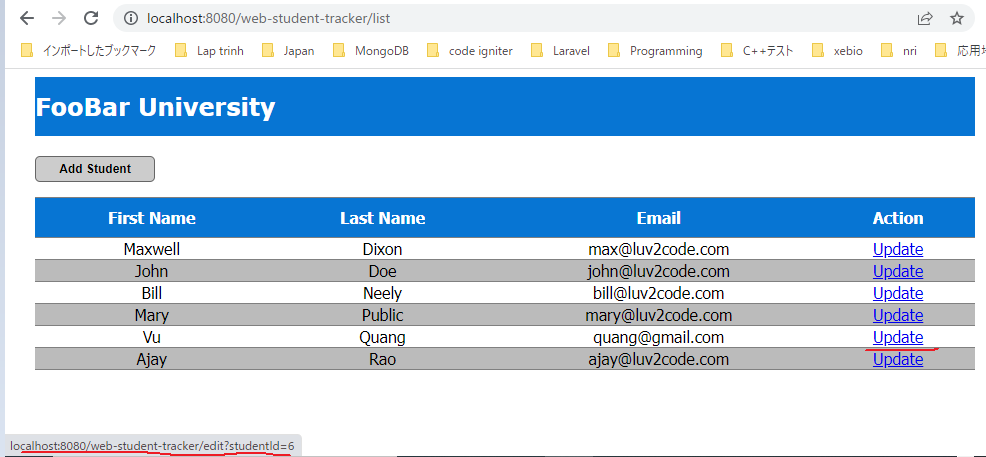 localhost:8080/web-student-tracker/list
インポートしたブックマーク Lap trinh Japan MongoDB code igniter Laravel Programming C++テスト xebio nri
FooBar University
Add Student
First Name Last Name Email Action
Maxwell Dixon max@luv2code.com Update
John Doe john@luv2code.com Update
Bill Neely bill@luv2code.com Update
Mary Public mary@luv2code.com Update
Vu Quang quang@gmail.com Update
Ajay Rao ajay@luv2code.com Update
localhost:8080/web-student-tracker/edit?studentId=6